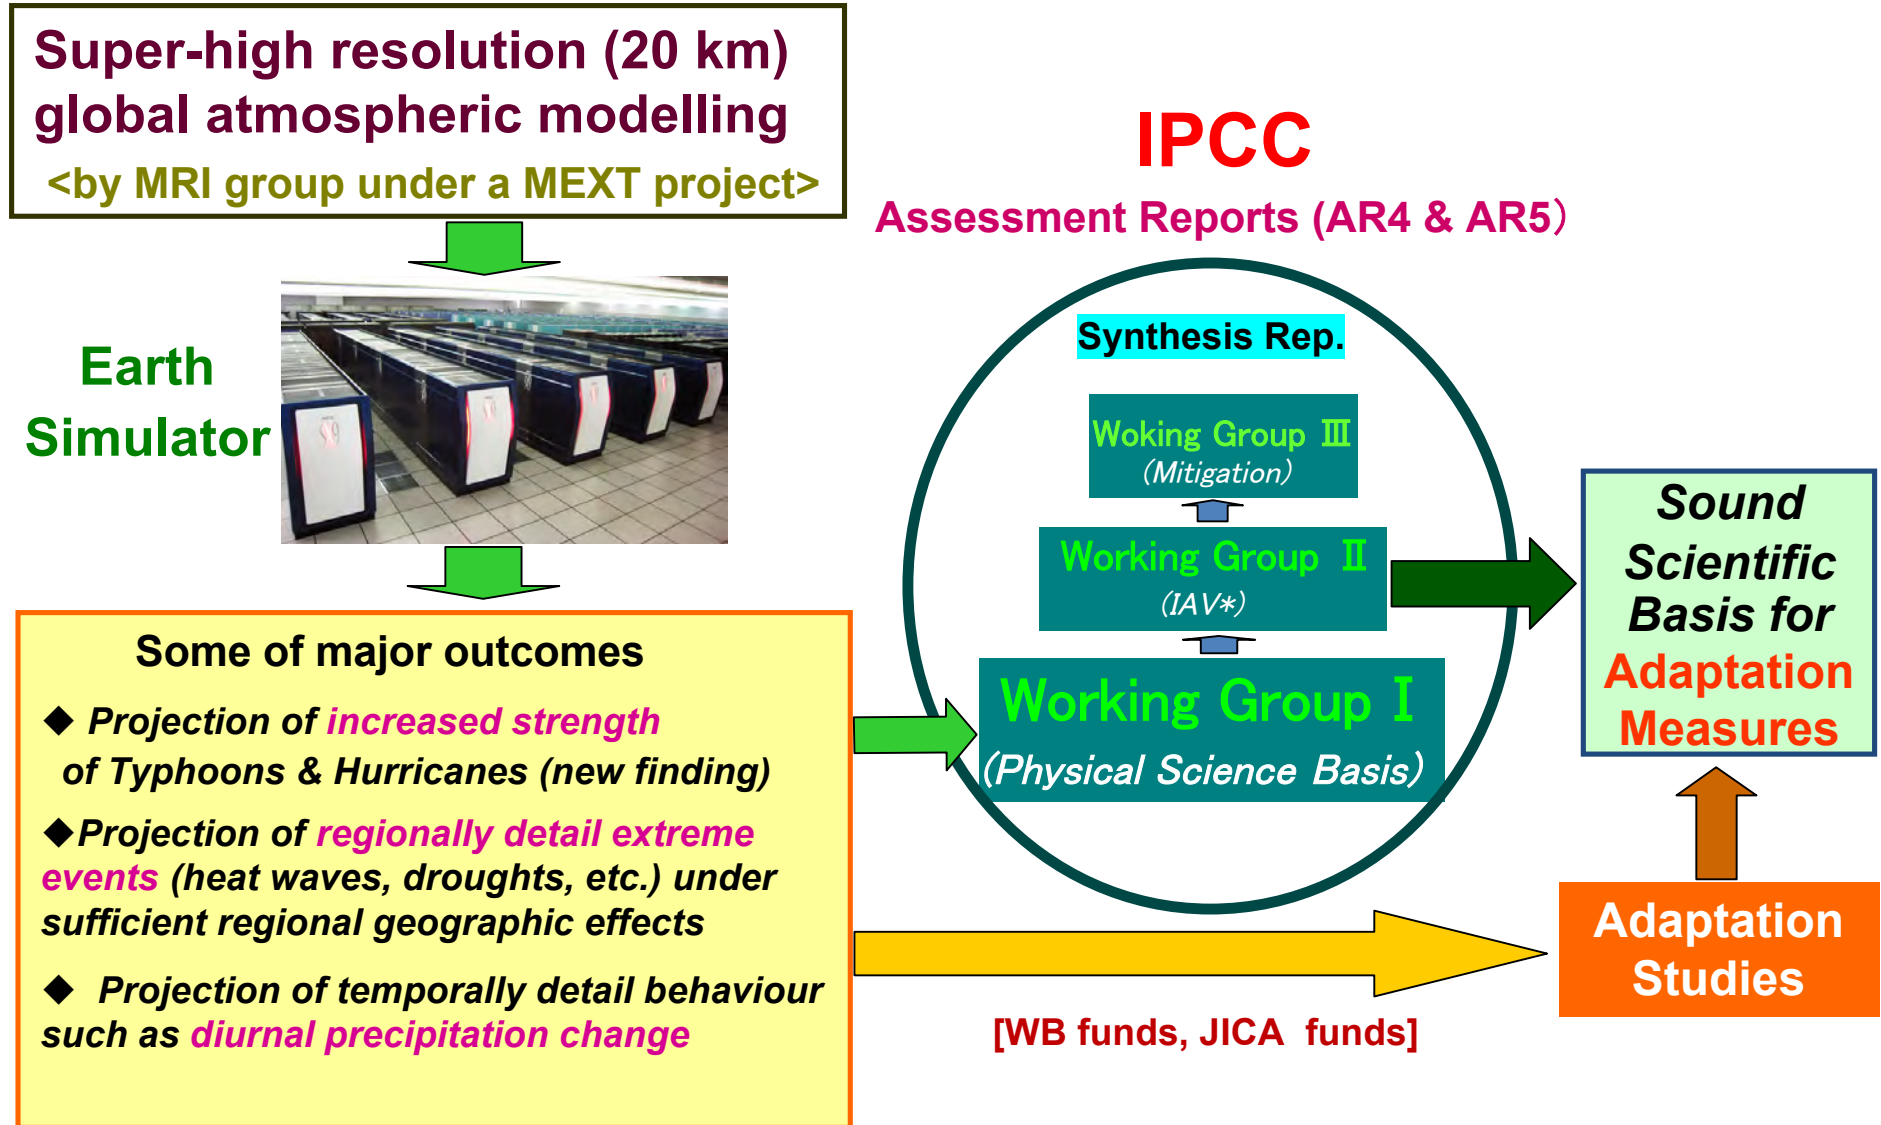 Super-high resolution (20 km)
global atmospheric modelling
<by MRI group under a MEXT project>
Earth
Simulator
Some of major outcomes
◆ Projection of increased strength
of Typhoons & Hurricanes (new finding)
◆Projection of regionally detail extreme
events (heat waves, droughts, etc.) under
sufficient regional geographic effects
◆ Projection of temporally detail behaviour
such as diurnal precipitation change
IPCC
Assessment Reports (AR4 & AR5）
Synthesis Rep.
Woking Group Ⅲ
(Mitigation)
Working Group Ⅱ
(IAV*)
Working Group Ⅰ
(Physical Science Basis)
[WB funds, JICA funds]
Sound
Scientific
Basis for
Adaptation
Measures
Adaptation
Studies